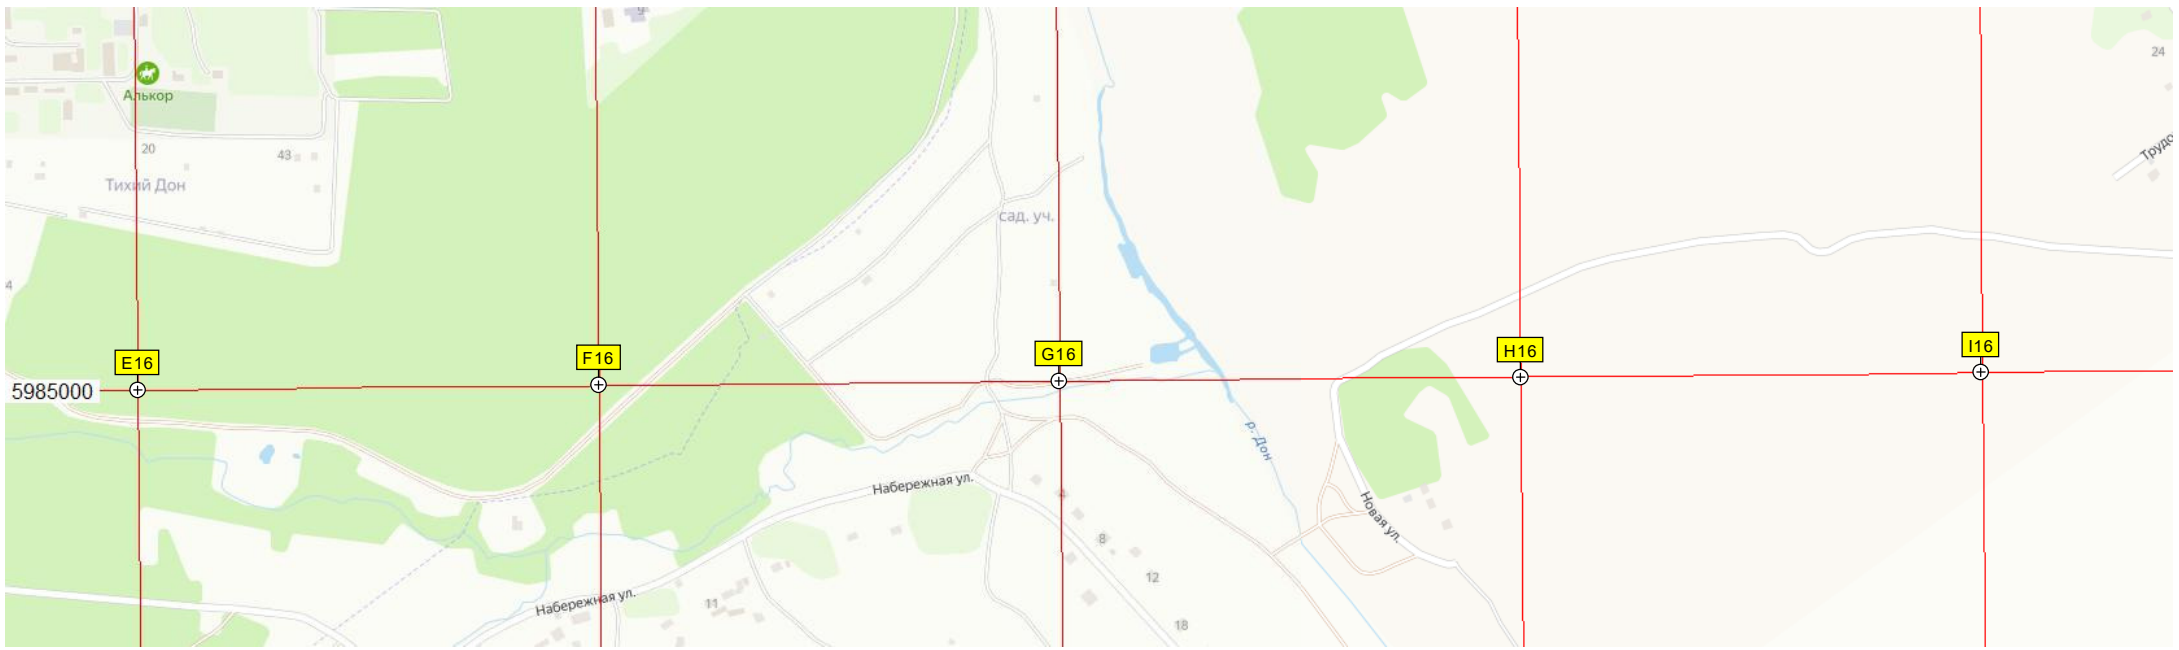 24
Алькор
Трудо
20
43
Тихий Дон
сад. уч.
4
E16
F16
G16
H16
I16
5985000
р. Дон
Набережная ул.
4
Новая ул.
8
12
Набережная ул.
11
18